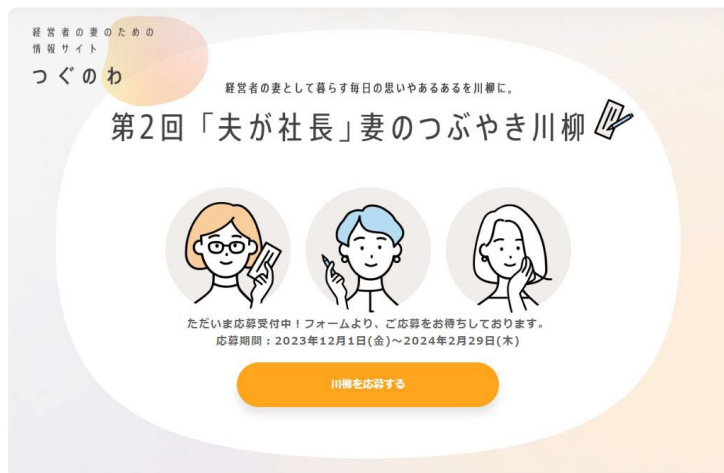 経営者の妻のための
情報サイト
つぐのわ
経営者の妻として暮らす毎日の思いやあるあるを川柳に。
第2回「夫が社長」妻のつぶやき川柳
ただいま応募受付中！フォームより、ご応募をお待ちしております。
応募期間：2023年12月1日(金)～2024年2月29日(木)
川柳を応募する